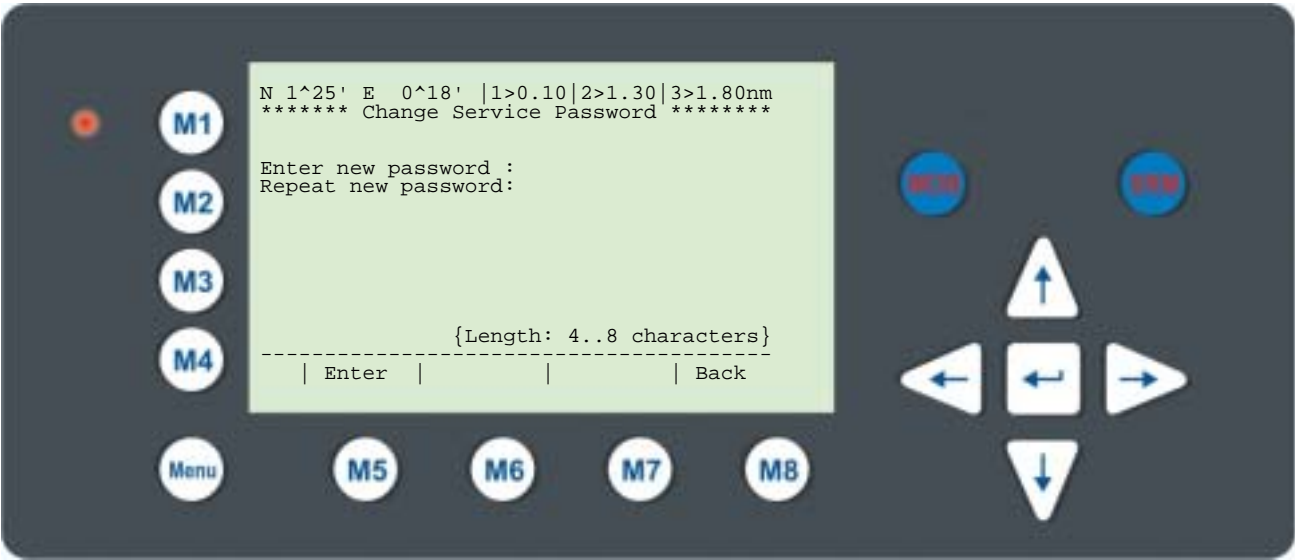 N 1^25' E  0^18' |1>0.10|2>1.30|3>1.80nm
******* Change Service Password ********
Enter new password :
Repeat new password:
{Length: 4..8 characters}
----------------------------------------
| Enter  |         |         | Back
M1
M2
M3
M4
Menu
M5
M6
M7
M8